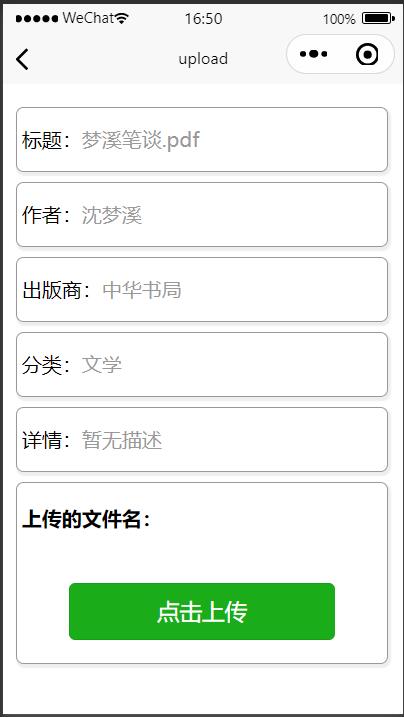 WeChat 16:50 100%
upload
标题：梦溪笔谈.pdf
作者：沈梦溪
出版商：中华书局
分类：文学
详情：暂无描述
上传的文件名：
点击上传